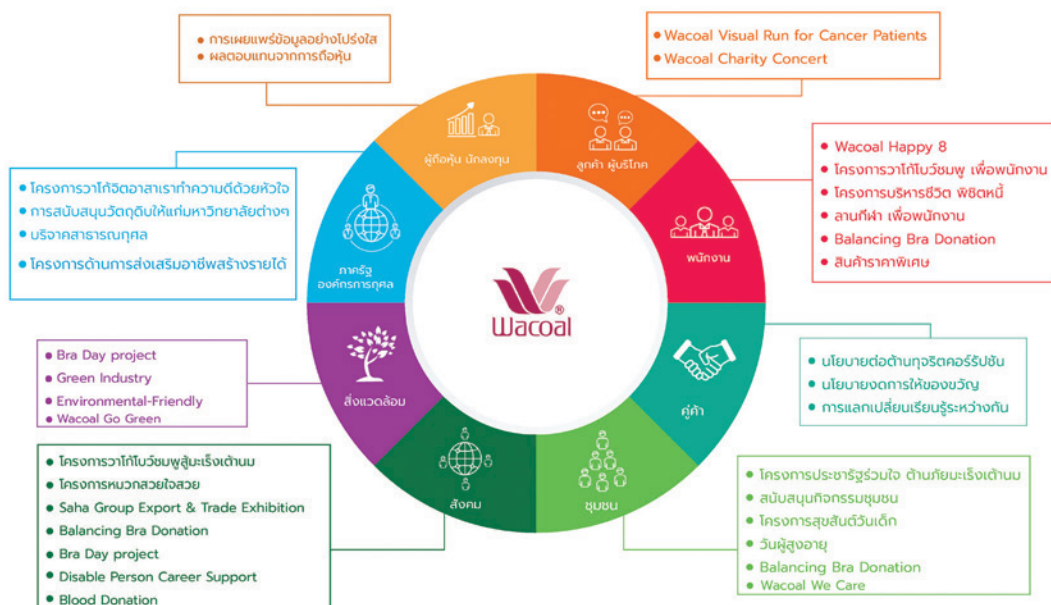 • การเผยแพร่ข้อมูลอย่างโปร่งใส
• ผลตอบแทนจากการถือหุ้น
• Wacoal Visual Run for Cancer Patients
• Wacoal Charity Concert
ผู้ถือหุ้น นักลงทุน
ลูกค้า ผู้บริโภค
• Wacoal Happy 8
• โครงการวาโก้โบว์ชมพู เพื่อพนักงาน
• โครงการบริหารชีวิต พิชิตหนี้
• ลานกีฬา เพื่อพนักงาน
• Balancing Bra Donation
• สินค้าราคาพิเศษ
• โครงการวาโก้จิตอาสาเราทำความดีด้วยหัวใจ
• การสนับสนุนวัตถุดิบให้แก่มหาวิทยาลัยต่างๆ
• บริจาคสาธารณกุศล
• โครงการด้านการส่งเสริมอาชีพสร้างรายได้
ภาครัฐ
องค์กรการกุศล
พนักงาน
Wacoal®
• Bra Day project
• Green Industry
• Environmental-Friendly
• Wacoal Go Green
สิ่งแวดล้อม
คู่ค้า
• นโยบายต่อต้านทุจริตคอร์รัปชัน
• นโยบายงดการให้ของขวัญ
• การแลกเปลี่ยนเรียนรู้ระหว่างกัน
• โครงการวาโก้โบว์ชมพูสู้มะเร็งเต้านม
• โครงการหมวกสวยใจสวย
• Saha Group Export & Trade Exhibition
• Balancing Bra Donation
• Bra Day project
• Disable Person Career Support
• Blood Donation
สังคม
ชุมชน
• โครงการประชารัฐร่วมใจ ต้านภัยมะเร็งเต้านม
• สนับสนุนกิจกรรมชุมชน
• โครงการสุขสันต์วันเด็ก
• วันผู้สูงอายุ
• Balancing Bra Donation
• Wacoal We Care